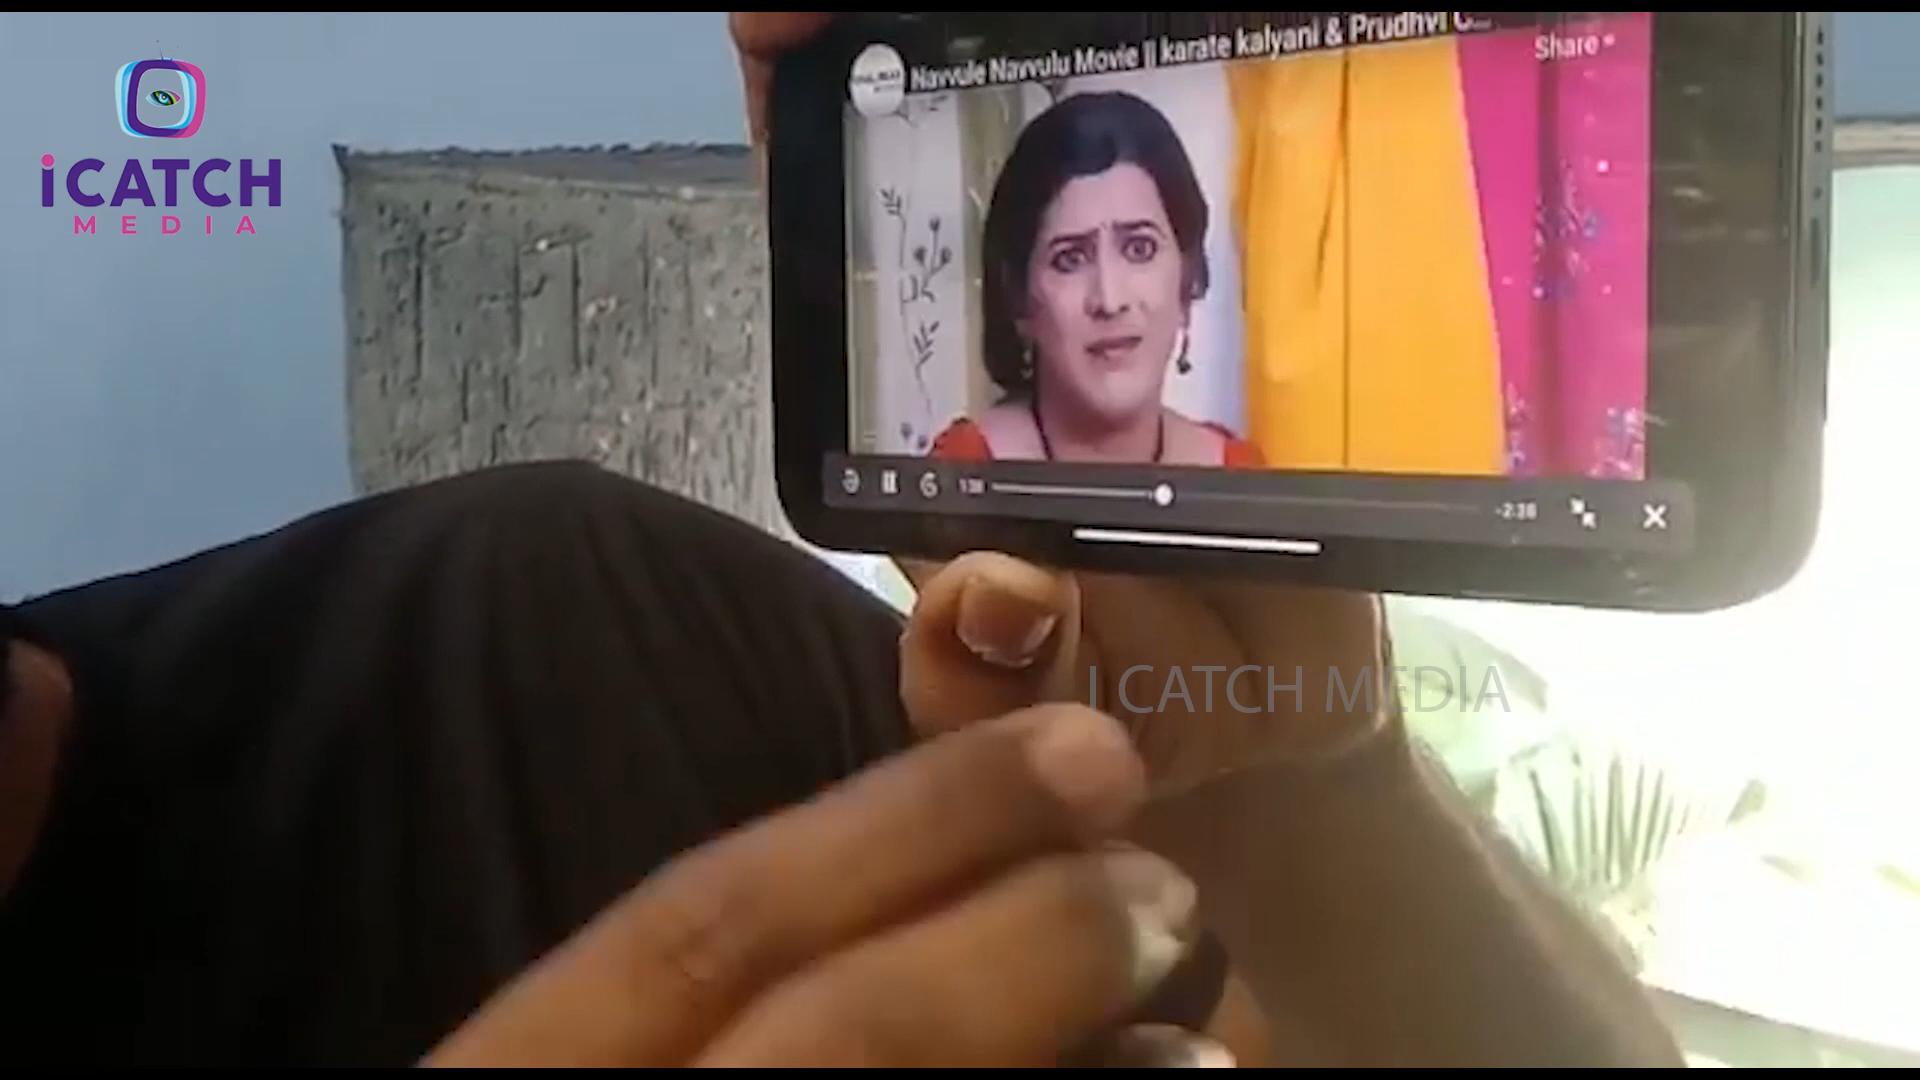 iCATCH
MEDIA
Navvule Navvulu Movie || karate kalyani & Prudhvi C...
Share
1:38
-2:38
I CATCH MEDIA